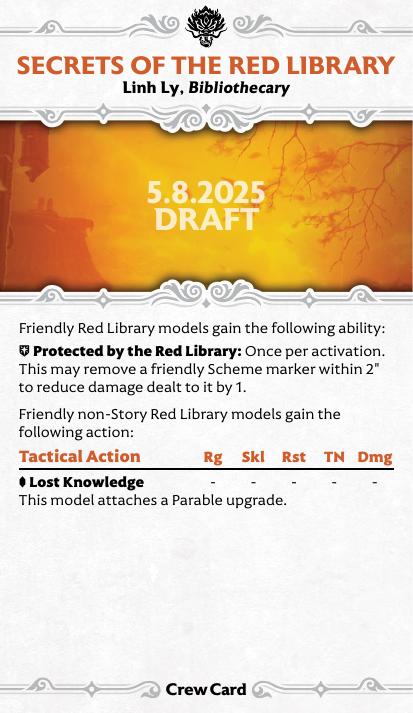 SECRETS OF THE RED LIBRARY
Linh Ly, Bibliothecary
5.8.2025
DRAFT
Friendly Red Library models gain the following ability:
Protected by the Red Library: Once per activation.
This may remove a friendly Scheme marker within 2"
to reduce damage dealt to it by 1.
Friendly non-Story Red Library models gain the
following action:
Tactical Action Rg Skl Rst TN Dmg
Lost Knowledge - - - - -
This model attaches a Parable upgrade.
Crew Card